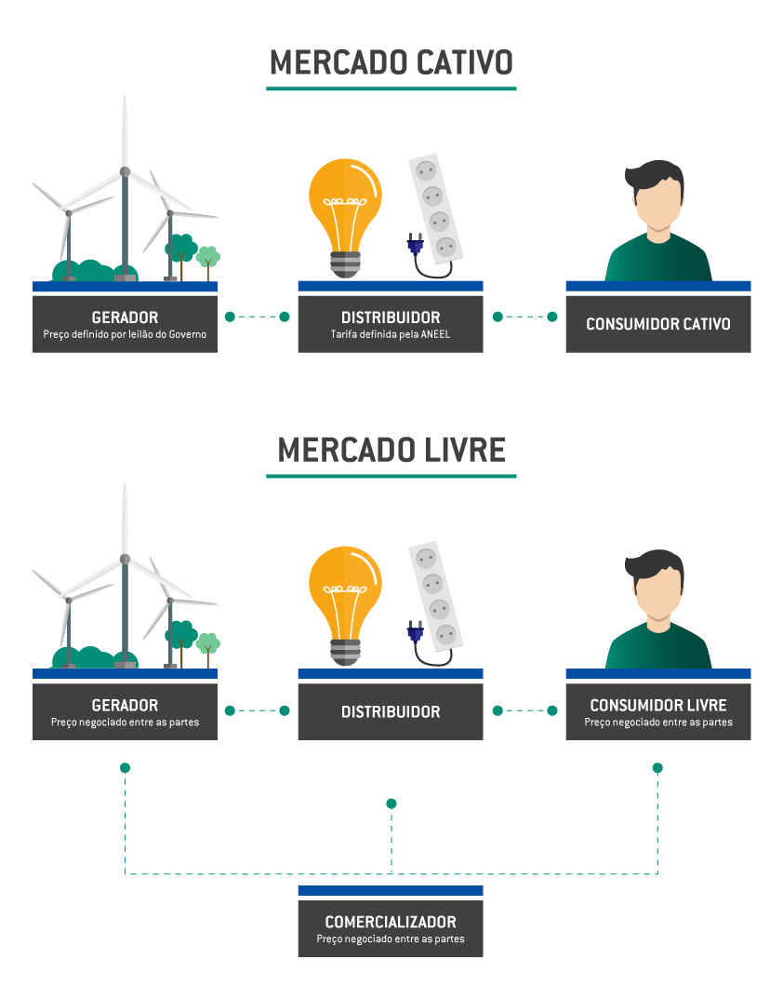 MERCADO CATIVO
GERADOR
Preço definido por leilão do Governo
DISTRIBUIDOR
Tarifa definida pela ANEEL
CONSUMIDOR CATIVO
MERCADO LIVRE
GERADOR
Preço negociado entre as partes
DISTRIBUIDOR
CONSUMIDOR LIVRE
Preço negociado entre as partes
COMERCIALIZADOR
Preço negociado entre as partes